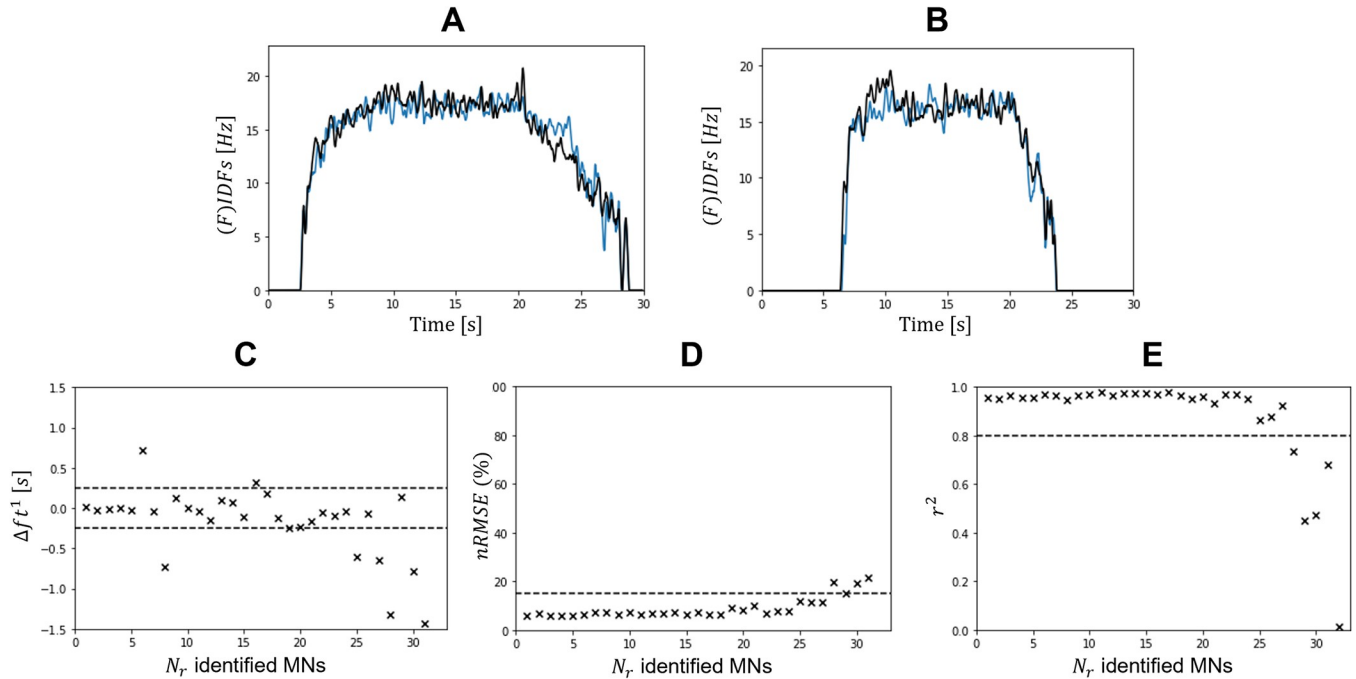 A
B
(F)IDFs [Hz]
20
15
10
5
0
0 5 10 15 20 25 30
Time [s]
(F)IDFs [Hz]
20
15
10
5
0
0 5 10 15 20 25 30
Time [s]
C
D
E
Δft¹ [s]
1.5
1.0
0.5
0.0
−0.5
−1.0
−1.5
0 5 10 15 20 25 30
N_r identified MNs
nRMSE (%)
00
80
60
40
20
0
0 5 10 15 20 25 30
N_r identified MNs
r²
1.0
0.8
0.6
0.4
0.2
0.0
0 5 10 15 20 25 30
N_r identified MNs